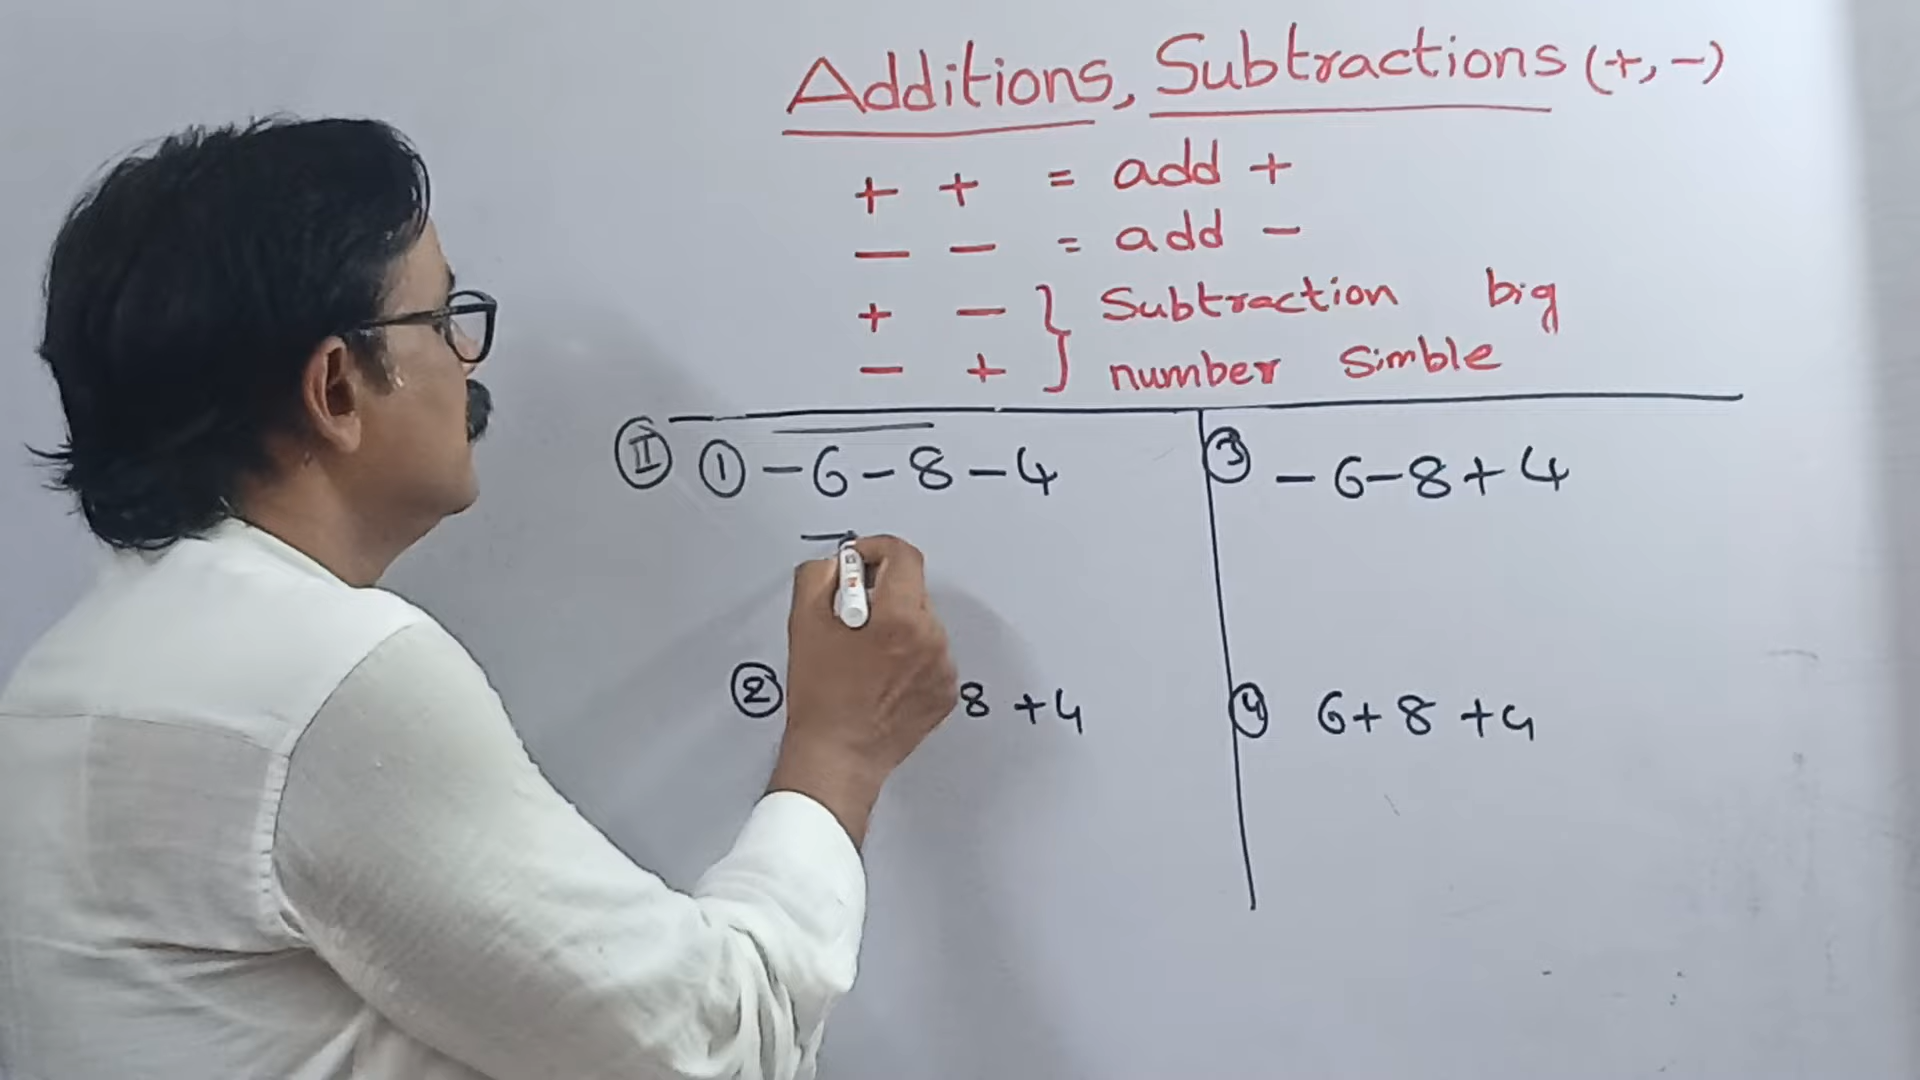 Additions, Subtractions (+, -)
+ + = add +
- - = add -
+ - } Subtraction big
- + } number Simble
II 1 -6-8-4
-
2 8 +4
3 -6-8+4
4 6+8 +4